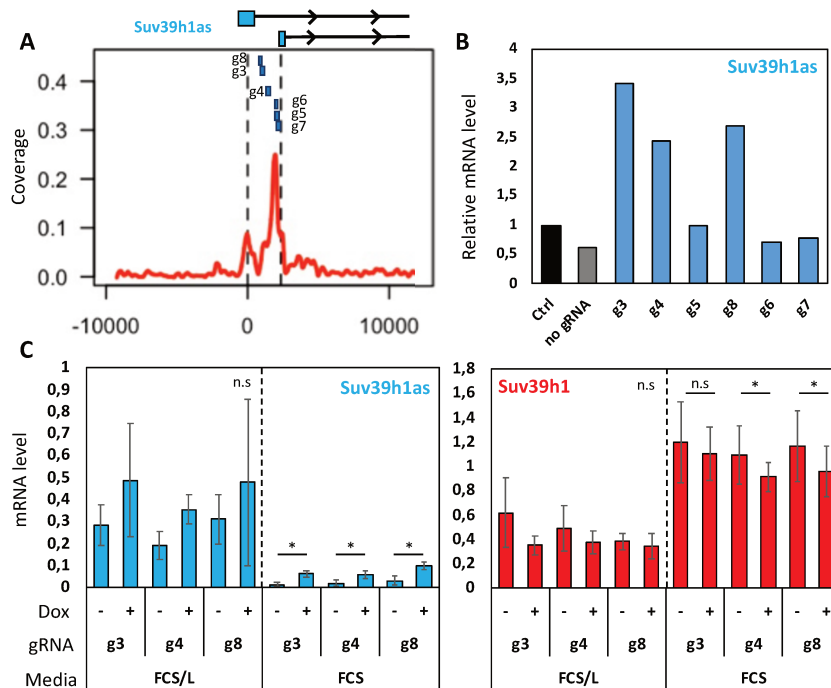 A
Suv39h1as
g8
g3
g4
g6
g5
g7
Coverage
0.4
0.3
0.2
0.1
0.0
-10000 0 10000
B
Suv39h1as
Relative mRNA level
4
3,5
3
2,5
2
1,5
1
0,5
0
Ctrl no gRNA g3 g4 g5 g8 g6 g7
C
Suv39h1as
mRNA level
1
0,9
0,8
0,7
0,6
0,5
0,4
0,3
0,2
0,1
0
n.s
* * *
Dox - + - + - + - + - + - +
gRNA g3 g4 g8 g3 g4 g8
Media FCS/L FCS
Suv39h1
1,8
1,6
1,4
1,2
1
0,8
0,6
0,4
0,2
0
n.s n.s * *
- + - + - + - + - + - +
g3 g4 g8 g3 g4 g8
FCS/L FCS